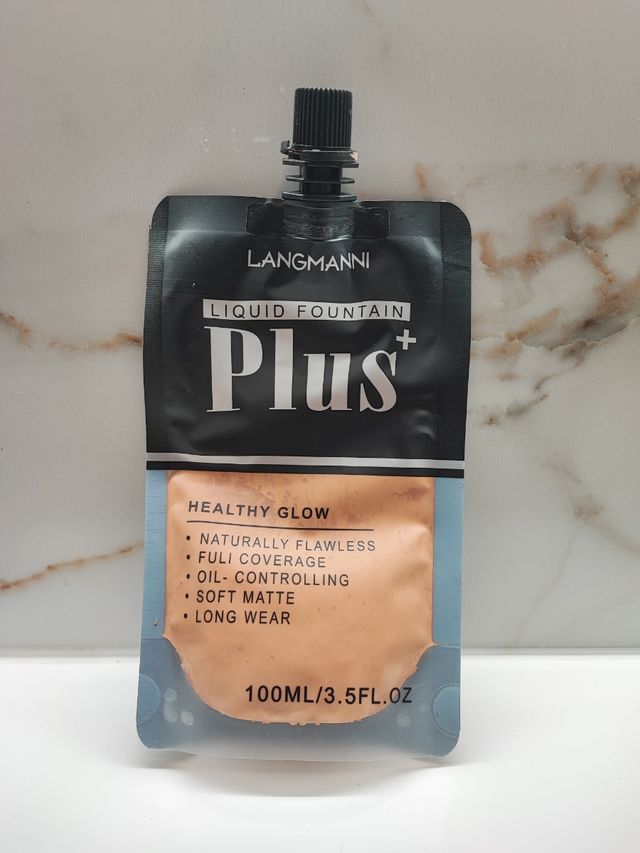 LANGMANNI
LIQUID FOUNTAIN
Plus+
HEALTHY GLOW
• NATURALLY FLAWLESS
• FULI COVERAGE
• OIL- CONTROLLING
• SOFT MATTE
• LONG WEAR
100ML/3.5FL.OZ